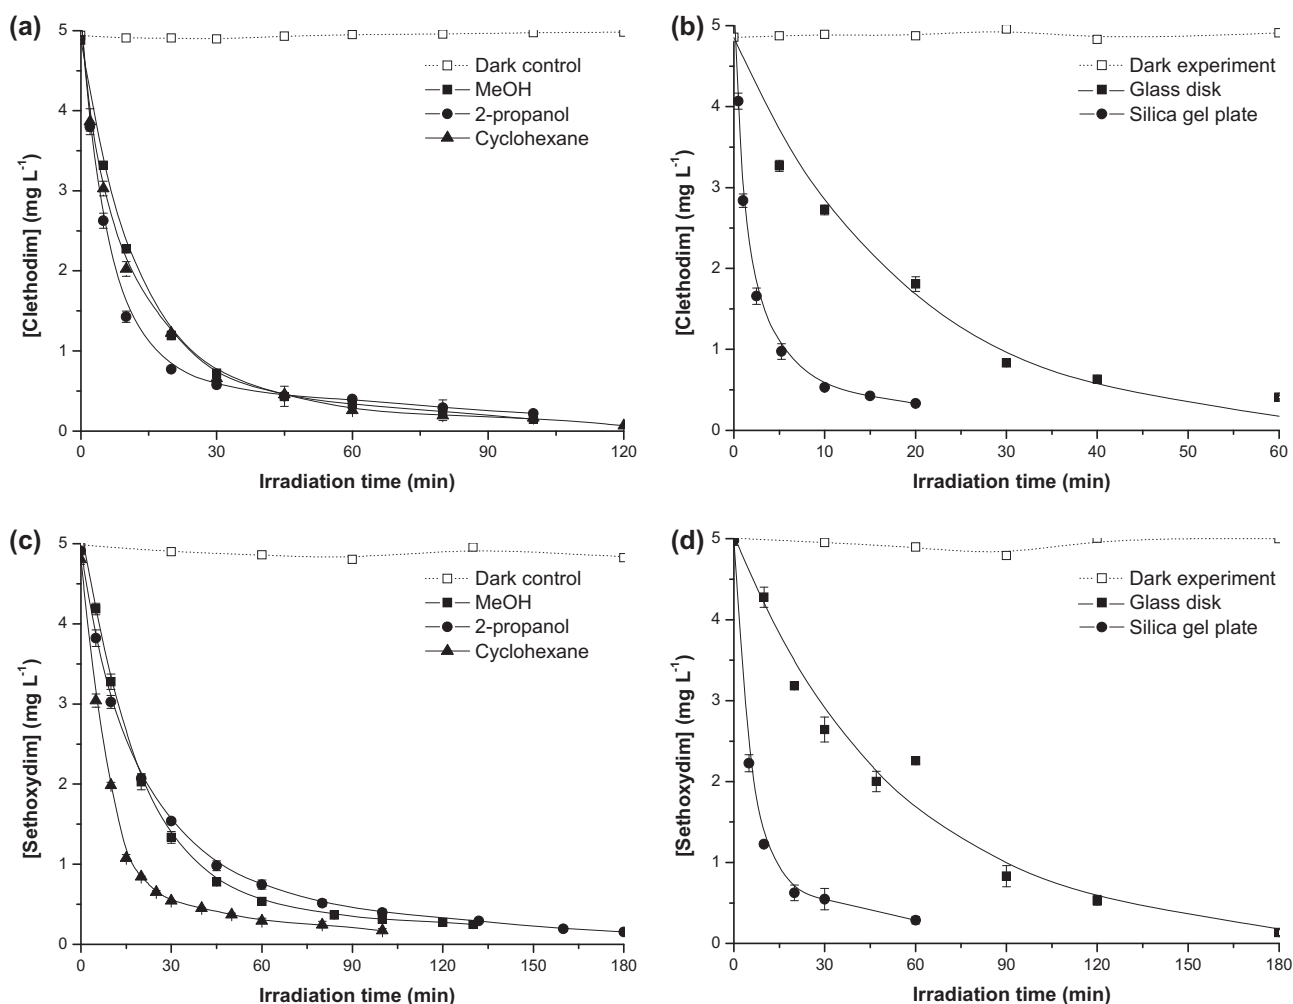 (a)
5
4
3
2
1
0
[Clethodim] (mg L⁻¹)
Dark control
MeOH
2-propanol
Cyclohexane
0 30 60 90 120
Irradiation time (min)
(b)
5
4
3
2
1
0
[Clethodim] (mg L⁻¹)
Dark experiment
Glass disk
Silica gel plate
0 10 20 30 40 50 60
Irradiation time (min)
(c)
5
4
3
2
1
0
[Sethoxydim] (mg L⁻¹)
Dark control
MeOH
2-propanol
Cyclohexane
0 30 60 90 120 150 180
Irradiation time (min)
(d)
5
4
3
2
1
0
[Sethoxydim] (mg L⁻¹)
Dark experiment
Glass disk
Silica gel plate
0 30 60 90 120 150 180
Irradiation time (min)